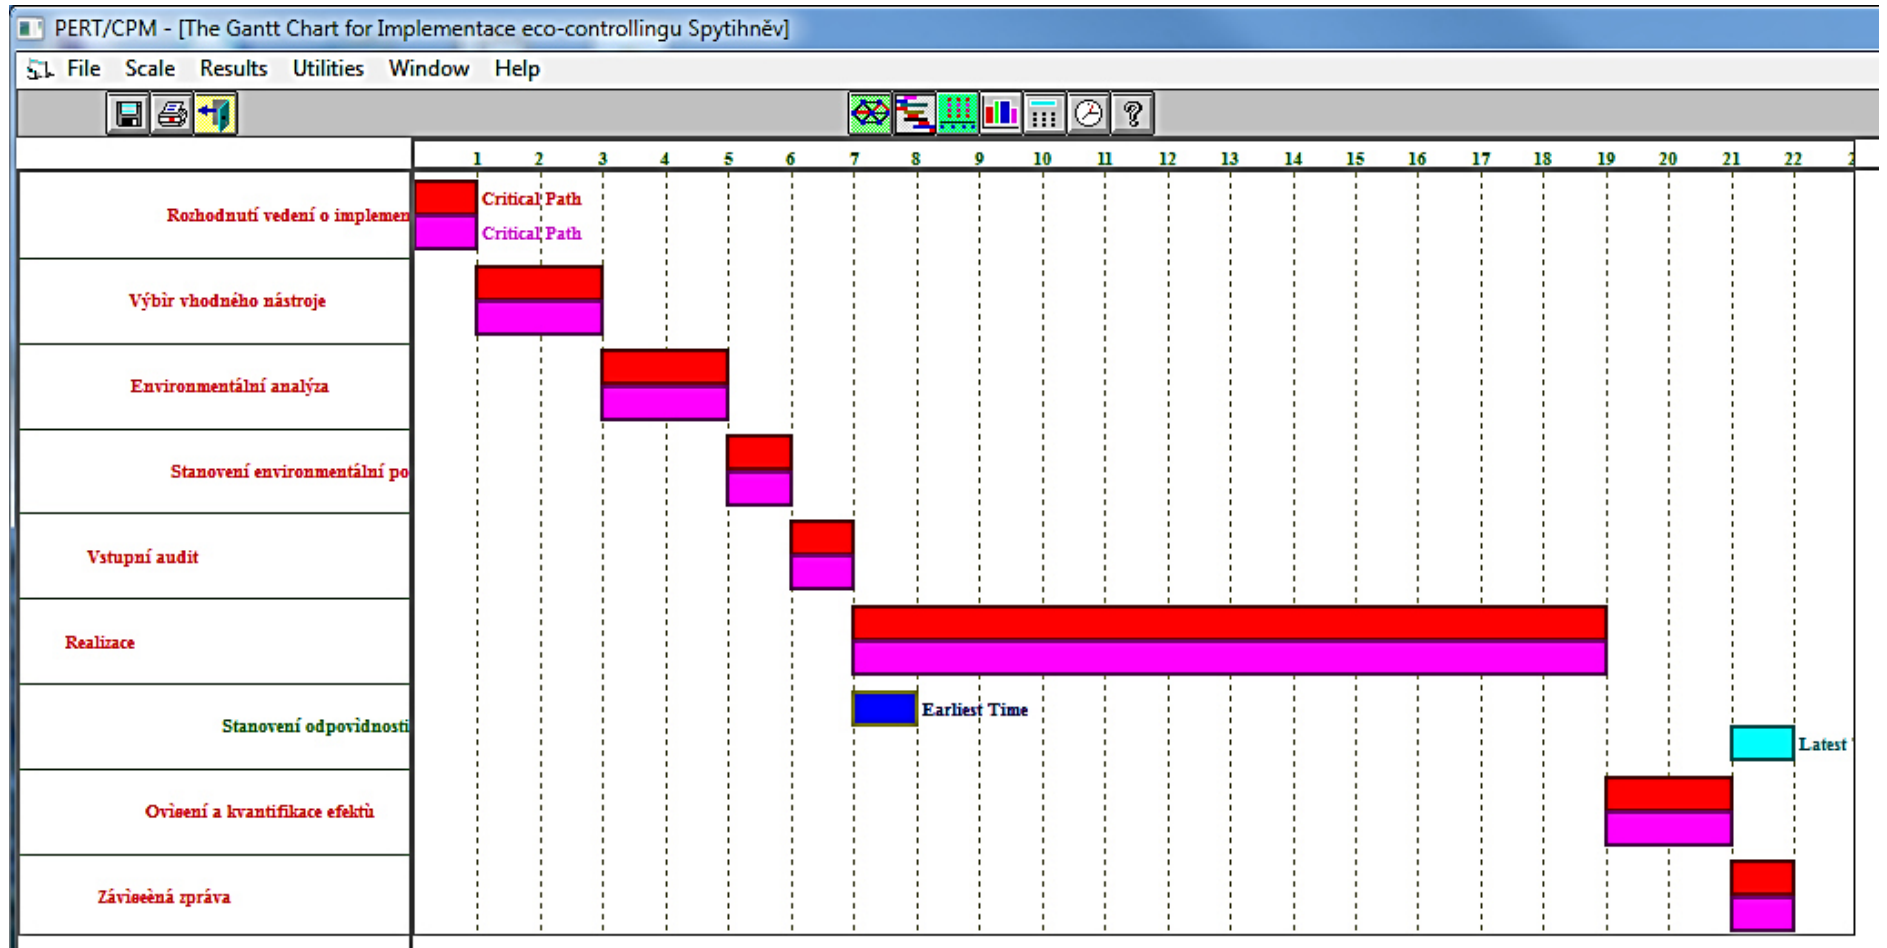 PERT/CPM - [The Gantt Chart for Implementace eco-controllingu Spytihněv]
File Scale Results Utilities Window Help
1 2 3 4 5 6 7 8 9 10 11 12 13 14 15 16 17 18 19 20 21 22 2
Rozhodnutí vedení o implemen
Critical Path
Critical Path
Výbìr vhodného nástroje
Environmentální analýza
Stanovení environmentální po
Vstupní audit
Realizace
Stanovení odpovìdnosti
Earliest Time
Latest
Ovìøení a kvantifikace efektù
Závìreèná zpráva